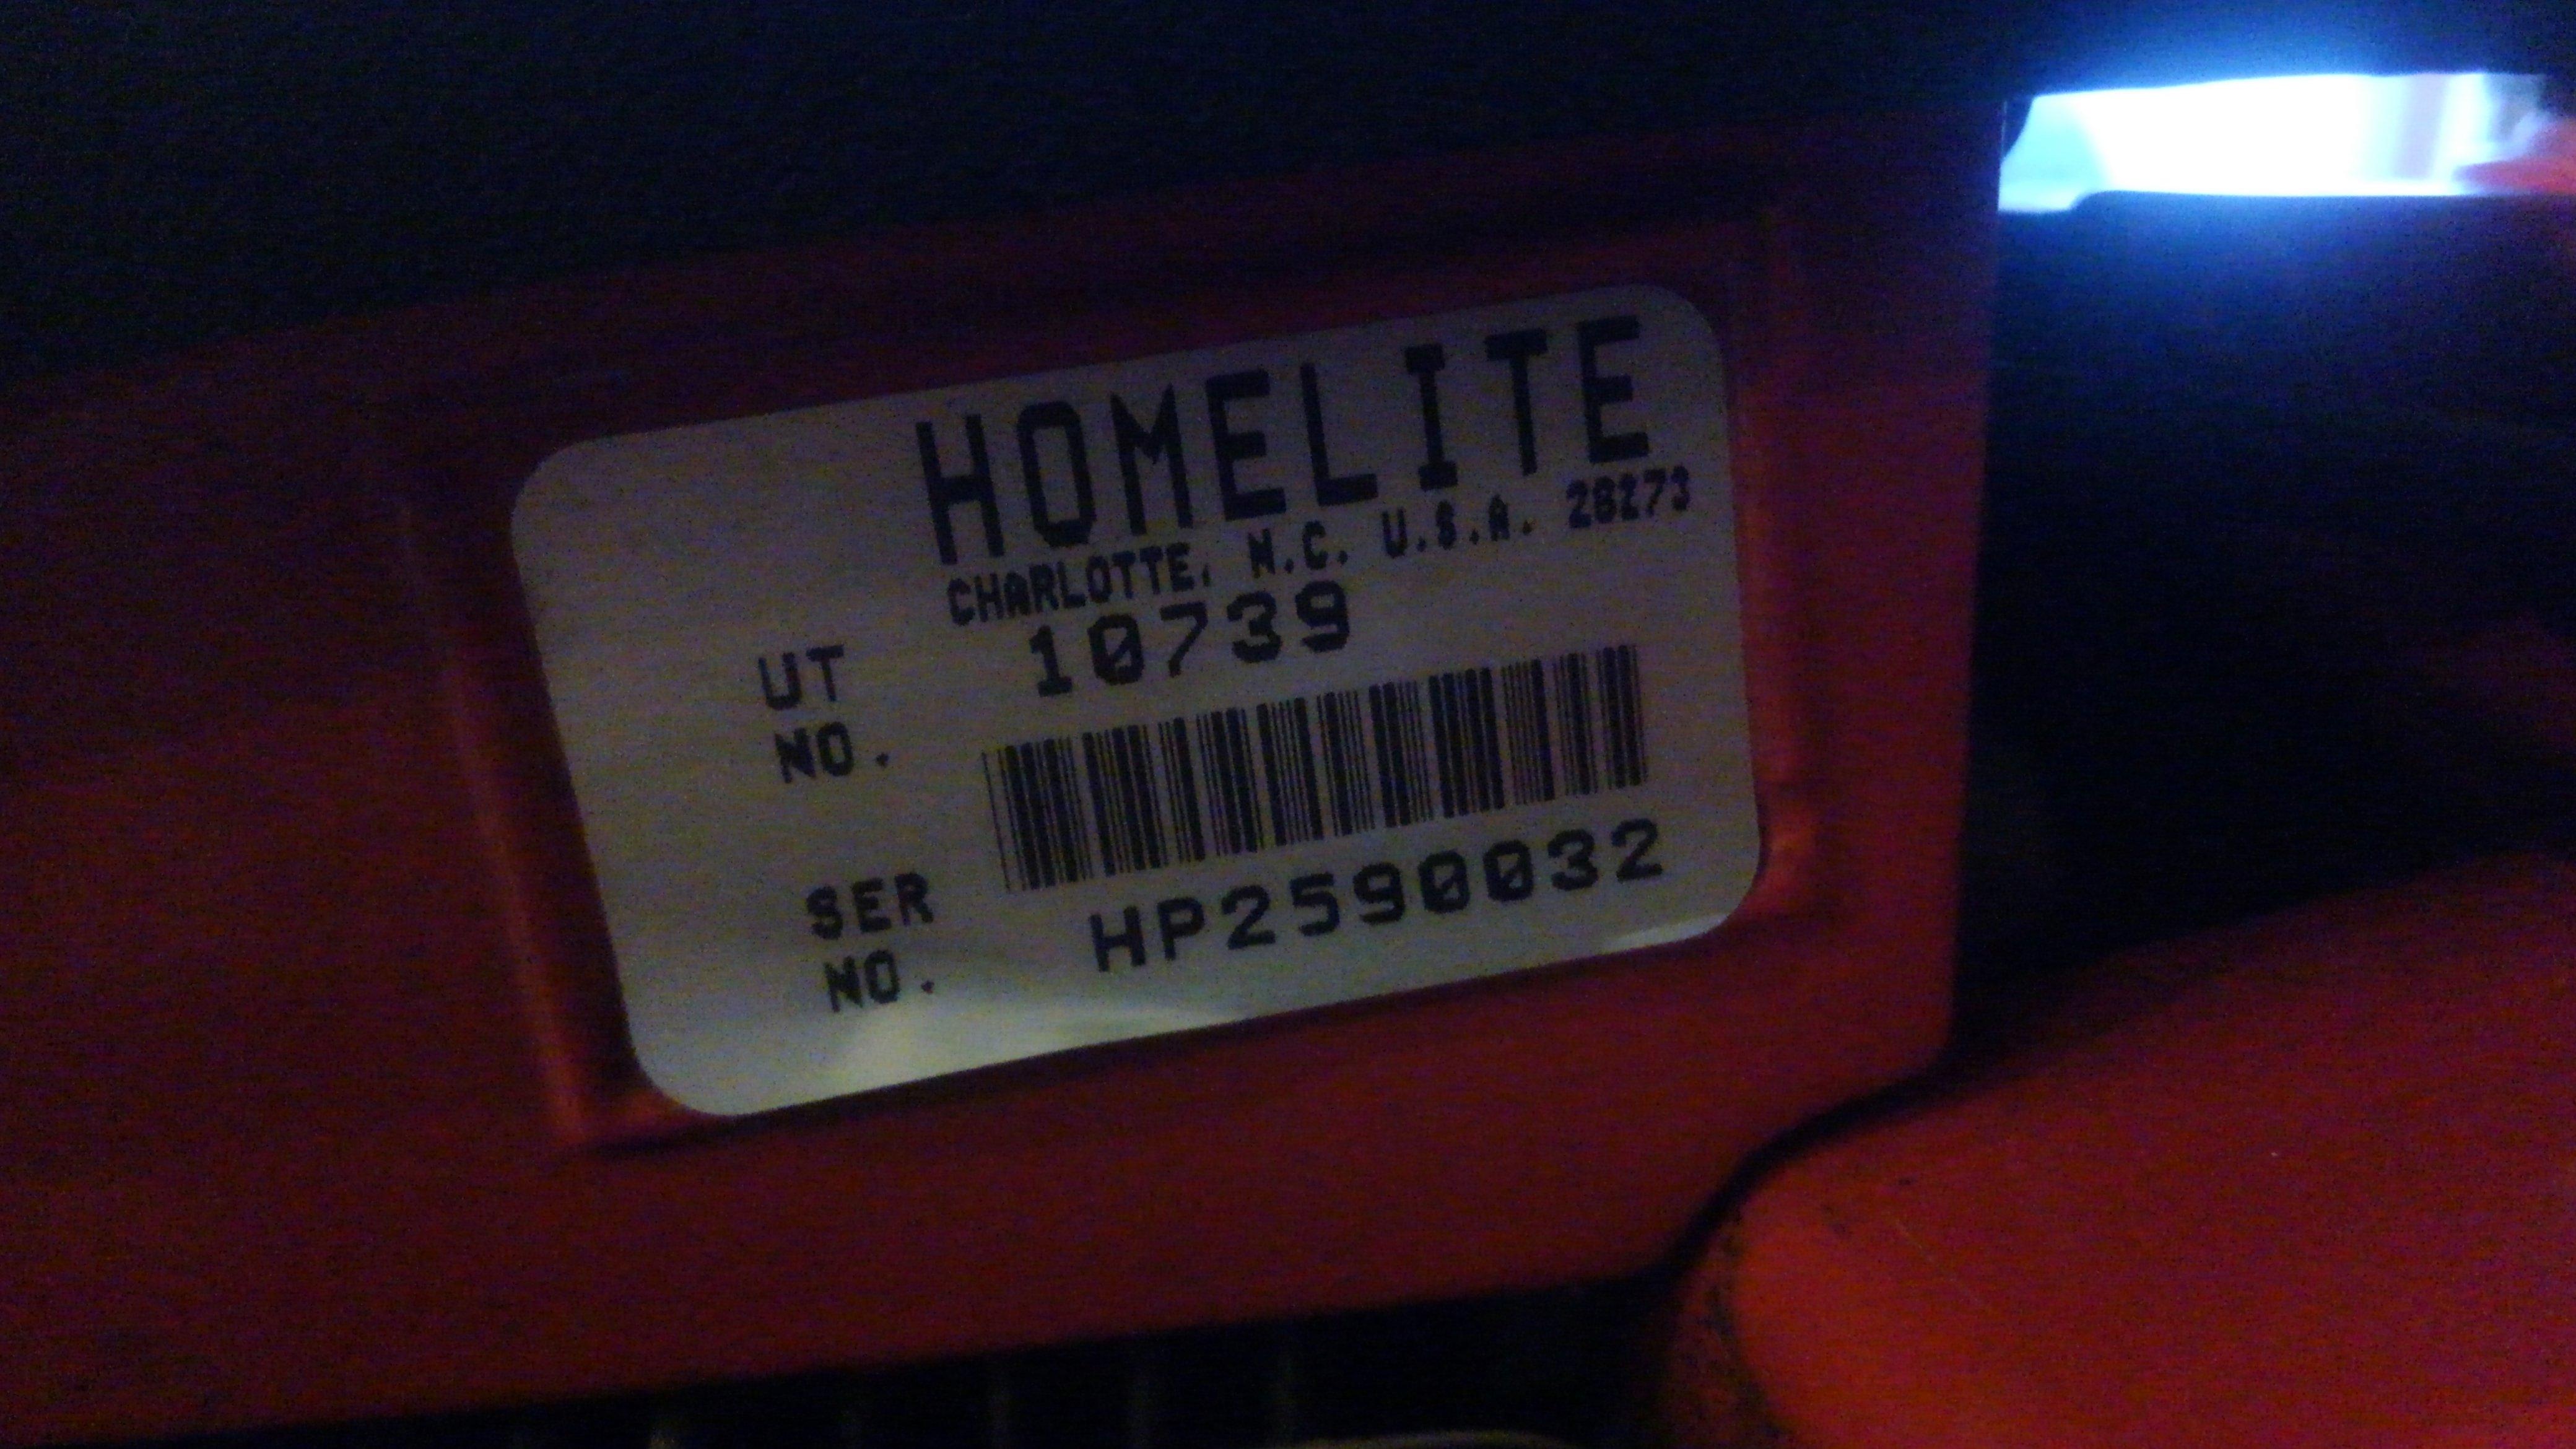 HOMELITE
CHARLOTTE, N.C. U.S.A. 28273
UT NO. 10739
SER NO. HP2590032